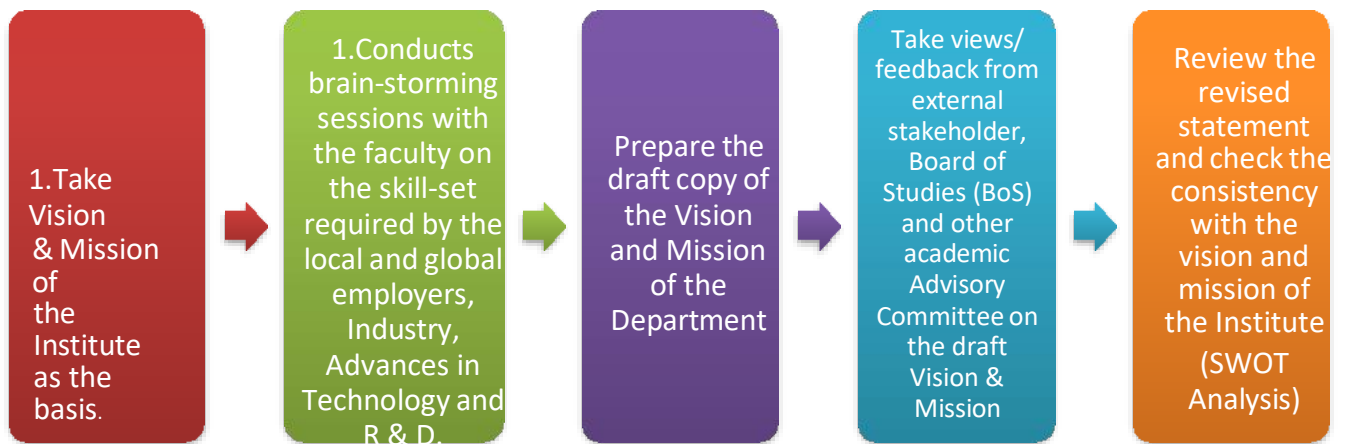 1.Take
Vision
& Mission
of
the
Institute
as the
basis.
1.Conducts
brain-storming
sessions with
the faculty on
the skill-set
required by the
local and global
employers,
Industry,
Advances in
Technology and
R & D.
Prepare the
draft copy of
the Vision
and Mission
of the
Department
Take views/
feedback from
external
stakeholder,
Board of
Studies (BoS)
and other
academic
Advisory
Committee on
the draft
Vision &
Mission
Review the
revised
statement
and check the
consistency
with the
vision and
mission of
the Institute
(SWOT
Analysis)